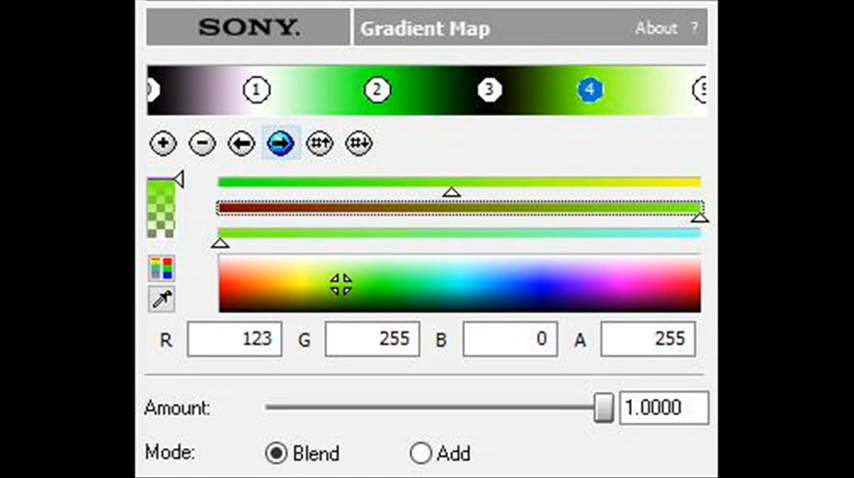 SONY. Gradient Map About ?
1 2 3 4
R 123 G 255 B 0 A 255
Amount: 1.0000
Mode: Blend Add